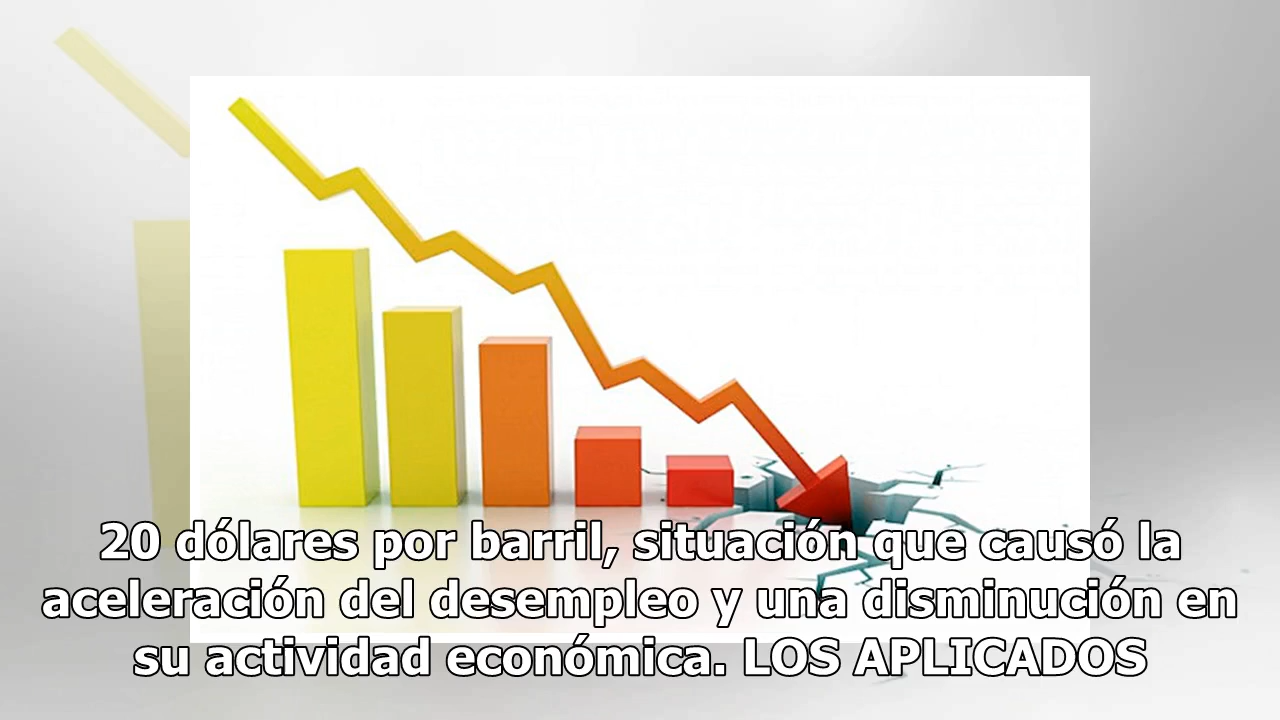 20 dólares por barril, situación que causó la
aceleración del desempleo y una disminución en
su actividad económica. LOS APLICADOS